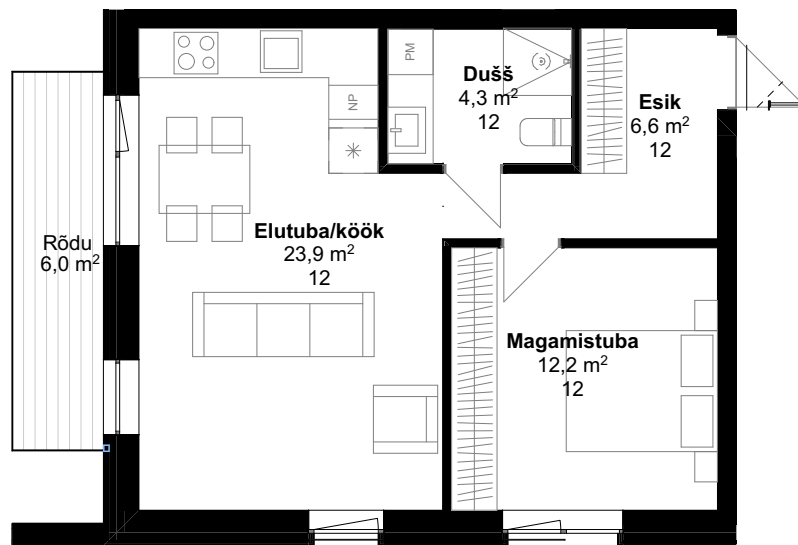 PM
Dušš
4,3 m²
12
Esik
6,6 m²
12
NP
Elutuba/köök
23,9 m²
12
Rõdu
6,0 m²
Magamistuba
12,2 m²
12